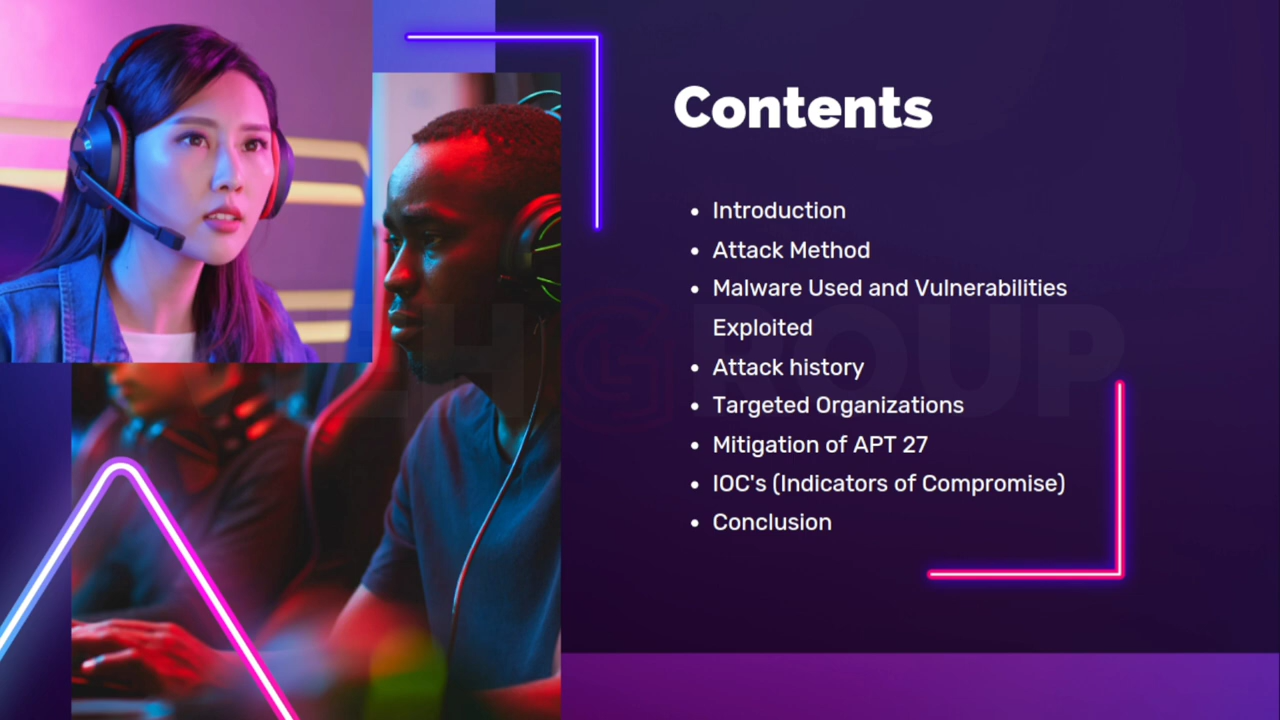 Contents
• Introduction
• Attack Method
• Malware Used and Vulnerabilities
Exploited
• Attack history
• Targeted Organizations
• Mitigation of APT 27
• IOC's (Indicators of Compromise)
• Conclusion